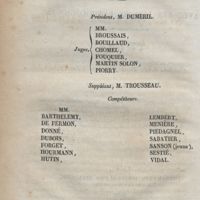 Président, M. DUMÉRIL.
MM.
BROUSSAIS,
BOUILLAUD,
Juges, CHOMEL,
FOUQUIER,
MARTIN SOLON,
PIORRY.
Suppléant, M. TROUSSEAU.
Compétiteurs.
MM.
BARTHELEMY,
DE FERMON,
DONNÉ,
DUBOIS,
FORGET,
HOURMANN,
HUTIN,
LEMBERT,
MENIÈRE,
PIEDAGNEL,
SABATIER,
SANSON (jeune),
SESTIÉ,
VIDAL.